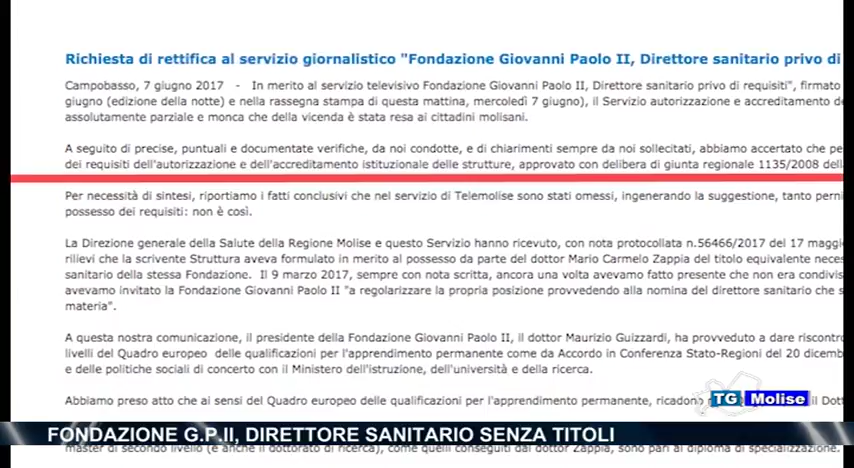 Richiesta di rettifica al servizio giornalistico "Fondazione Giovanni Paolo II, Direttore sanitario privo di
Campobasso, 7 giugno 2017 - In merito al servizio televisivo Fondazione Giovanni Paolo II, Direttore sanitario privo di requisiti", firmato
giugno (edizione della notte) e nella rassegna stampa di questa mattina, mercoledì 7 giugno), il Servizio autorizzazione e accreditamento de
assolutamente parziale e monca che della vicenda è stata resa ai cittadini molisani.
A seguito di precise, puntuali e documentate verifiche, da noi condotte, e di chiarimenti sempre da noi sollecitati, abbiamo accertato che pe
dei requisiti dell'autorizzazione e dell'accreditamento istituzionale delle strutture, approvato con delibera di giunta regionale 1135/2008 dell
Per necessità di sintesi, riportiamo i fatti conclusivi che nel servizio di Telemolise sono stati omessi, ingenerando la suggestione, tanto perni
possesso dei requisiti: non è così.
La Direzione generale della Salute della Regione Molise e questo Servizio hanno ricevuto, con nota protocollata n.56466/2017 del 17 maggi
rilievi che la scrivente Struttura aveva formulato in merito al possesso da parte del dottor Mario Carmelo Zappia del titolo equivalente nece
sanitario della stessa Fondazione. Il 9 marzo 2017, sempre con nota scritta, ancora una volta avevamo fatto presente che non era condivis
avevamo invitato la Fondazione Giovanni Paolo II "a regolarizzare la propria posizione provvedendo alla nomina del direttore sanitario che s
materia".
A questa nostra comunicazione, il presidente della Fondazione Giovanni Paolo II, il dottor Maurizio Guizzardi, ha provveduto a dare riscontro
livelli del Quadro europeo delle qualificazioni per l'apprendimento permanente come da Accordo in Conferenza Stato-Regioni del 20 dicemb
e delle politiche sociali di concerto con il Ministero dell'istruzione, dell'università e della ricerca.
Abbiamo preso atto che ai sensi del Quadro europeo delle qualificazioni per l'apprendimento permanente, ricadono il Dott
TG Molise
FONDAZIONE G.P.II, DIRETTORE SANITARIO SENZA TITOLI
master di secondo livello (e anche il dottorato di ricerca), come quelli conseguiti dal dottor Zappia, sono pari al diploma di specializzazione.